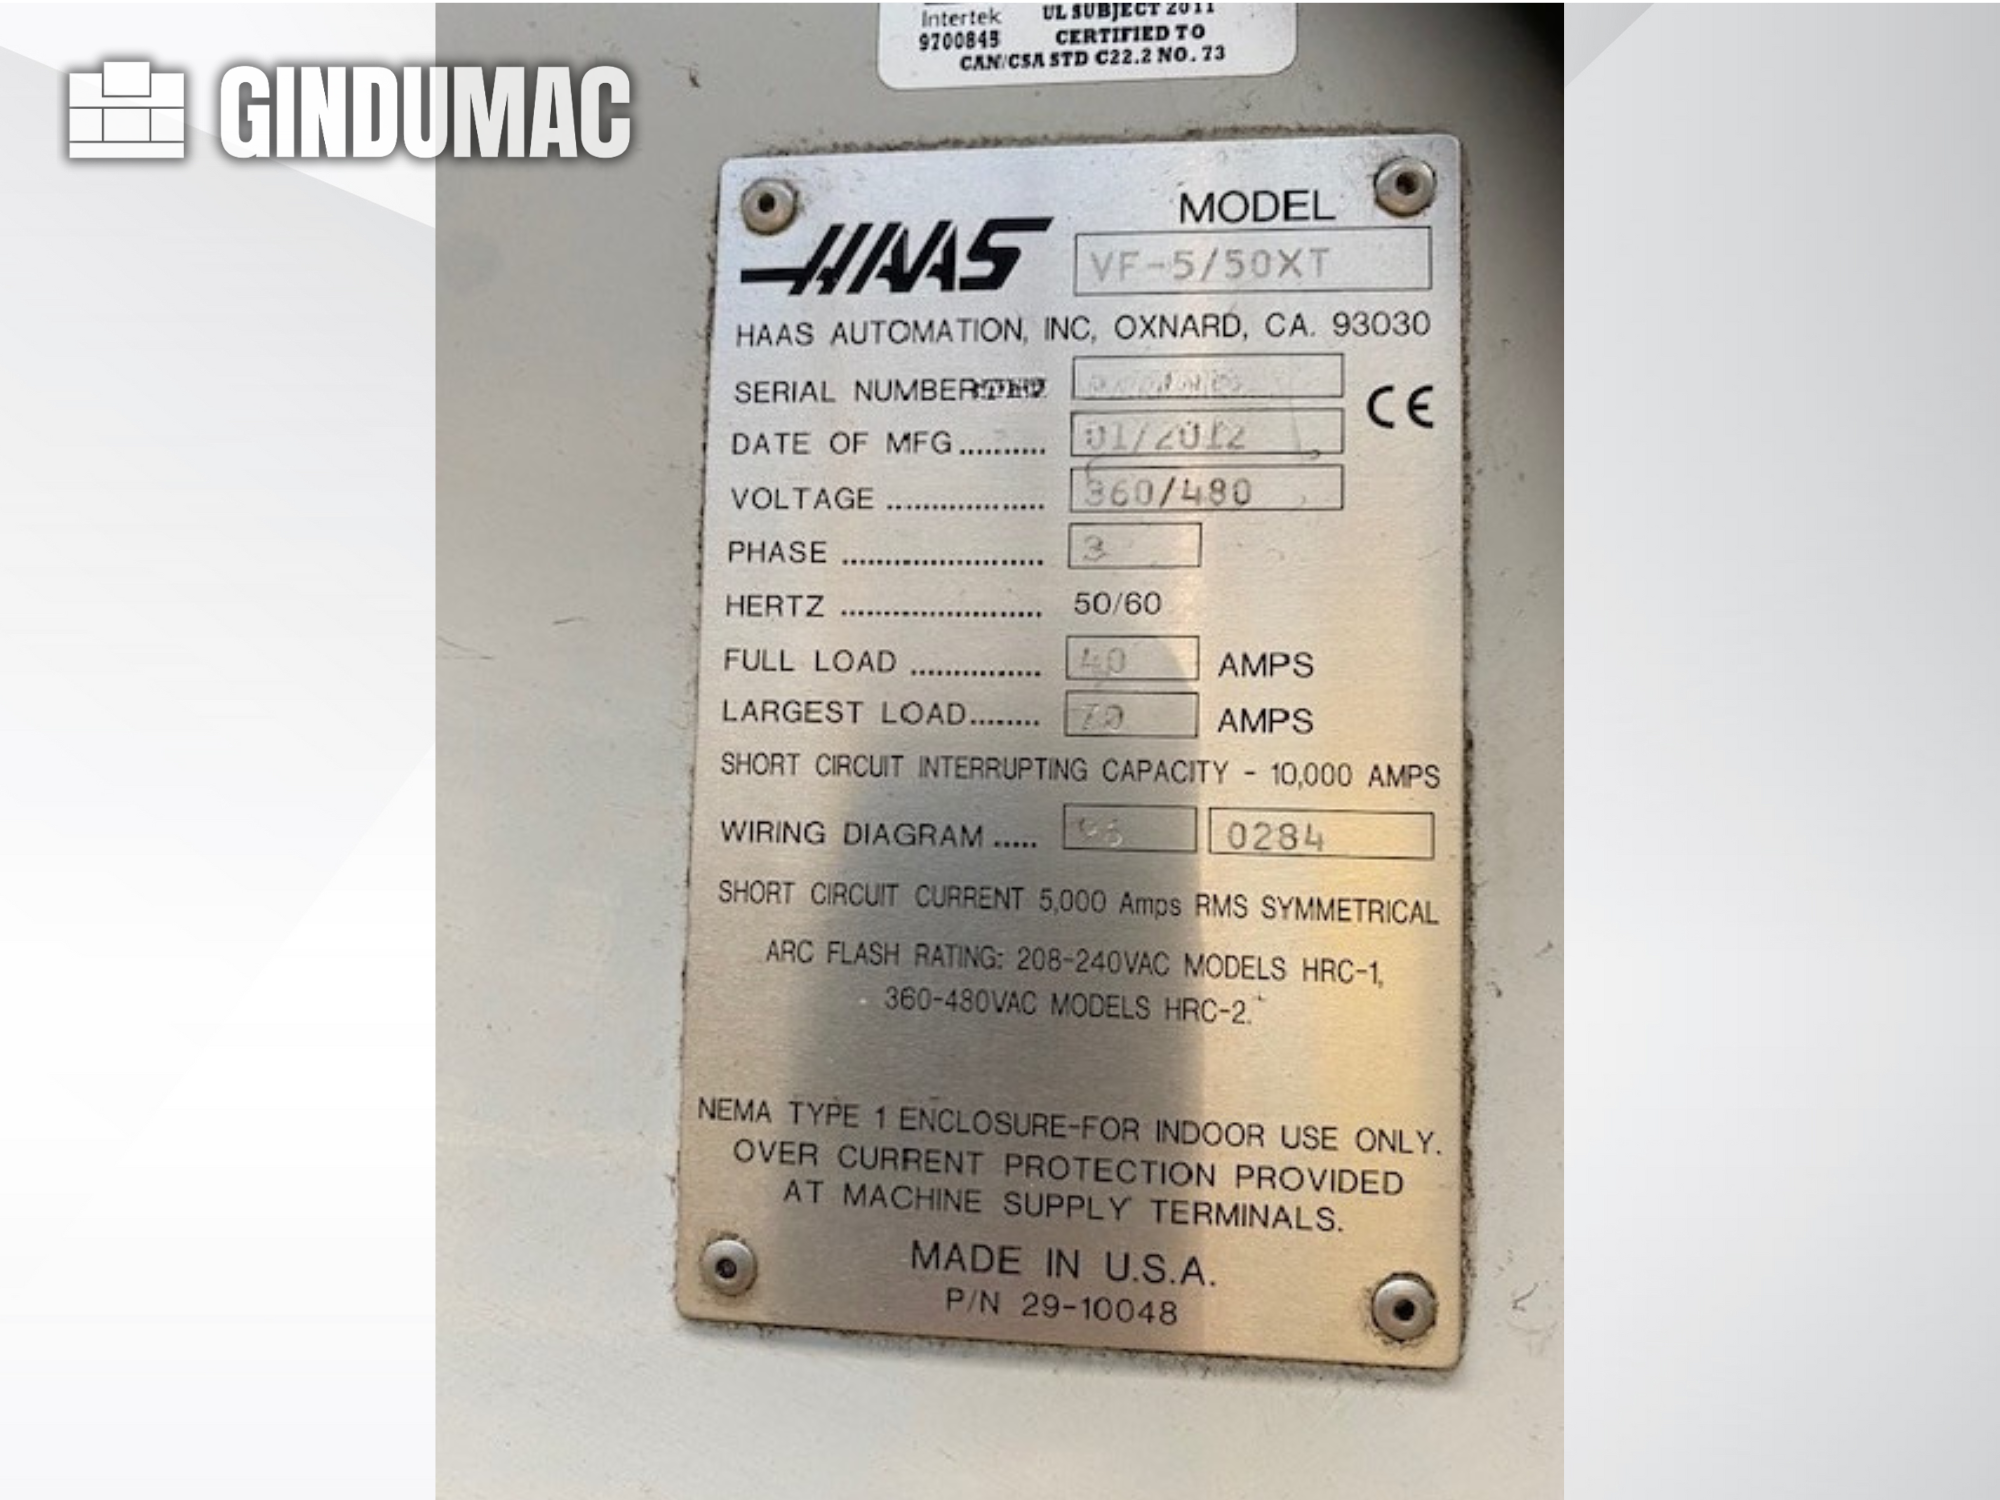 GINDUMAC
Intertek
9700845
UL SUBJECT 2011
CERTIFIED TO
CAN/CSA STD C22.2 NO. 73
HAAS
MODEL
VF-5/50XT
HAAS AUTOMATION, INC, OXNARD, CA. 93030
SERIAL NUMBER
CE
DATE OF MFG.......... 01/2012
VOLTAGE .................. 360/480
PHASE ....................... 3
HERTZ ....................... 50/60
FULL LOAD ............... 40 AMPS
LARGEST LOAD........ 70 AMPS
SHORT CIRCUIT INTERRUPTING CAPACITY - 10,000 AMPS
WIRING DIAGRAM ..... 0284
SHORT CIRCUIT CURRENT 5,000 Amps RMS SYMMETRICAL
ARC FLASH RATING: 208-240VAC MODELS HRC-1,
360-480VAC MODELS HRC-2.
NEMA TYPE 1 ENCLOSURE-FOR INDOOR USE ONLY.
OVER CURRENT PROTECTION PROVIDED
AT MACHINE SUPPLY TERMINALS.
MADE IN U.S.A.
P/N 29-10048